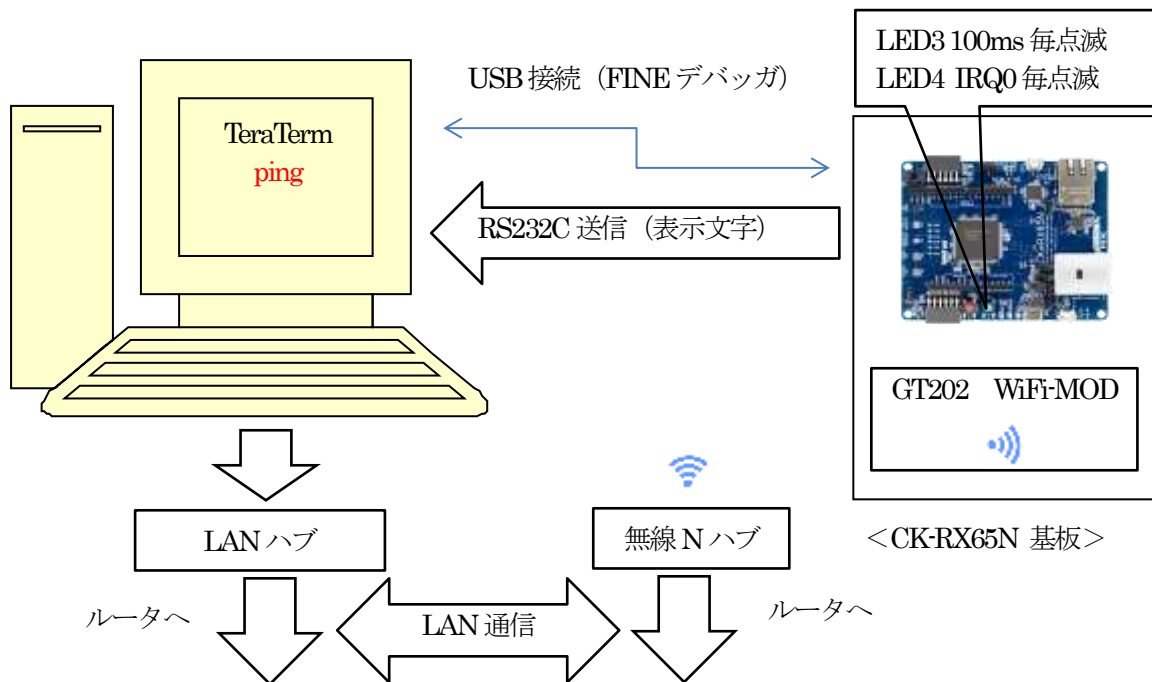 LED3 100ms 毎点滅
LED4 IRQ0 毎点滅
USB 接続（FINE デバッガ）
TeraTerm
ping
RS232C 送信（表示文字）
GT202 WiFi-MOD
LAN ハブ
無線 N ハブ
＜CK-RX65N 基板＞
ルータへ
LAN 通信
ルータへ